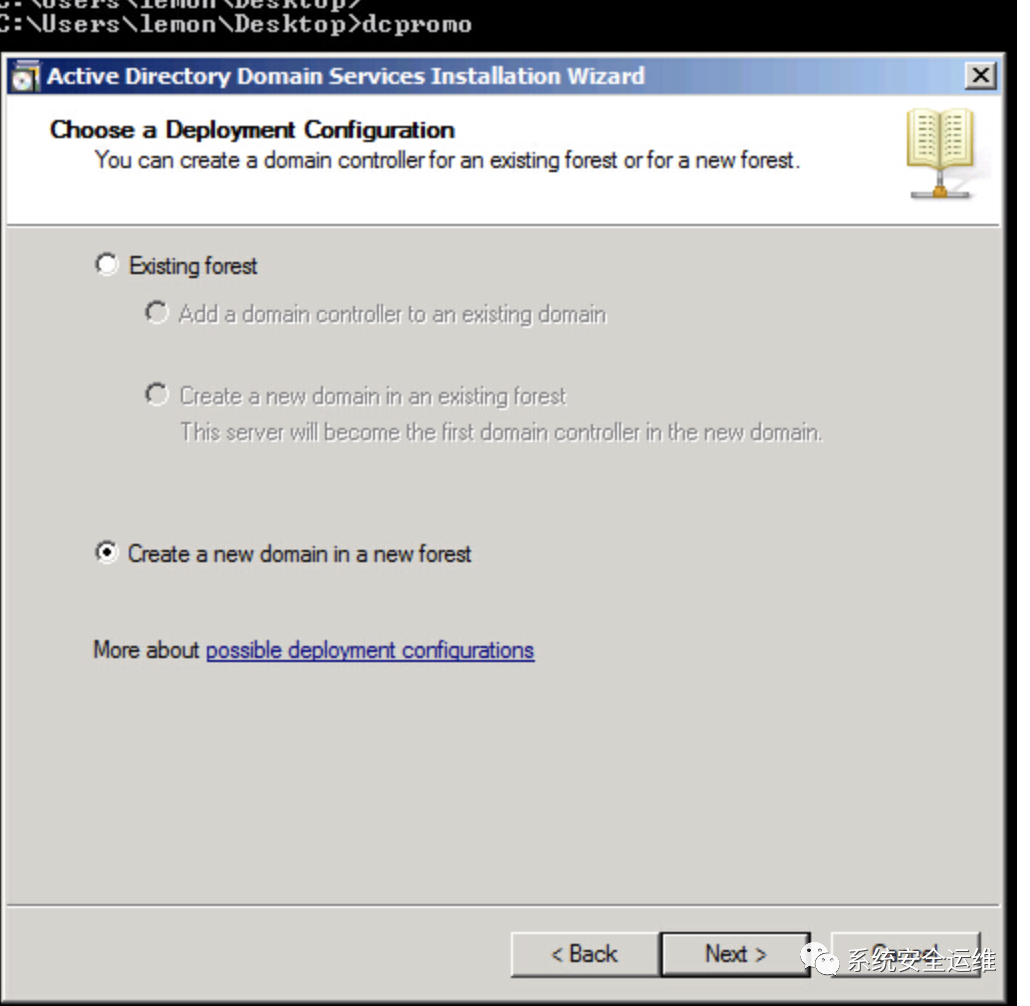 C:\Users\lemon\Desktop>
C:\Users\lemon\Desktop>dcpromo
Active Directory Domain Services Installation Wizard
Choose a Deployment Configuration
You can create a domain controller for an existing forest or for a new forest.
Existing forest
Add a domain controller to an existing domain
Create a new domain in an existing forest
This server will become the first domain controller in the new domain.
Create a new domain in a new forest
More about possible deployment configurations
< Back Next > Cancel
系统安全运维